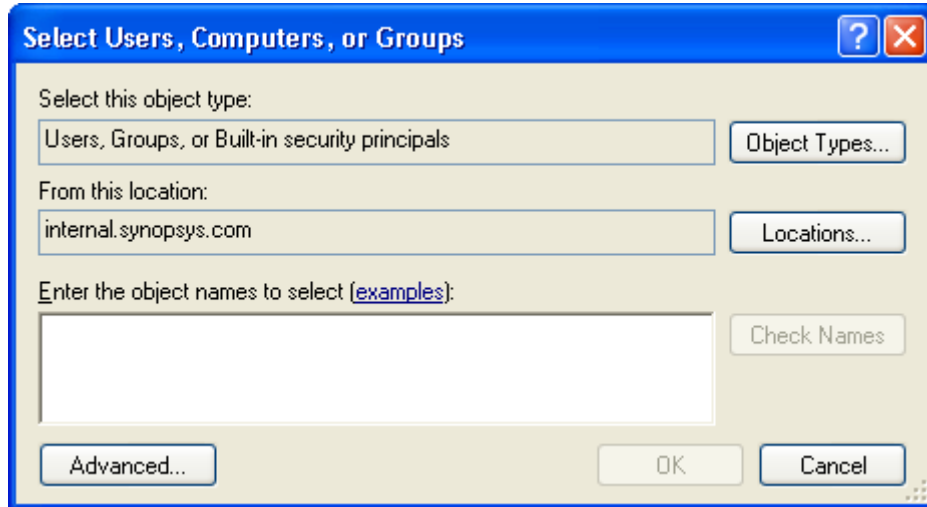 Select Users, Computers, or Groups
Select this object type:
Users, Groups, or Built-in security principals
Object Types...
From this location:
internal.synopsys.com
Locations...
Enter the object names to select (examples):
Check Names
Advanced...
OK
Cancel